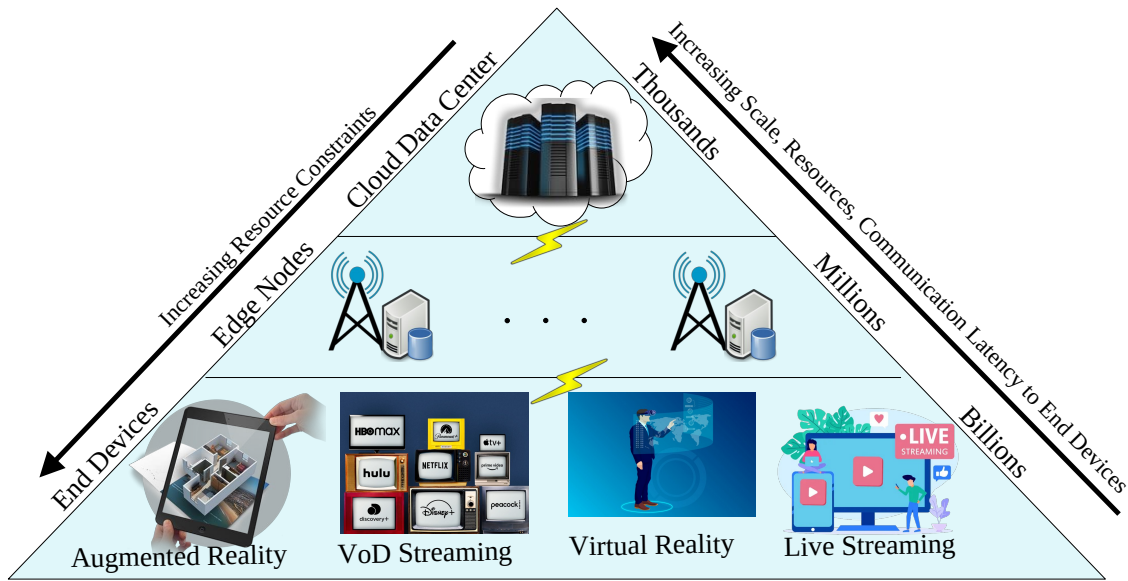 Increasing Resource Constraints
Cloud Data Center
Edge Nodes
End Devices
Increasing Scale, Resources, Communication Latency to End Devices
Thousands
Millions
Billions
HBOmax
Paramount+
tv+
hulu
NETFLIX
prime video
discovery+
Disney+
peacock
LIVE
STREAMING
Augmented Reality
VoD Streaming
Virtual Reality
Live Streaming